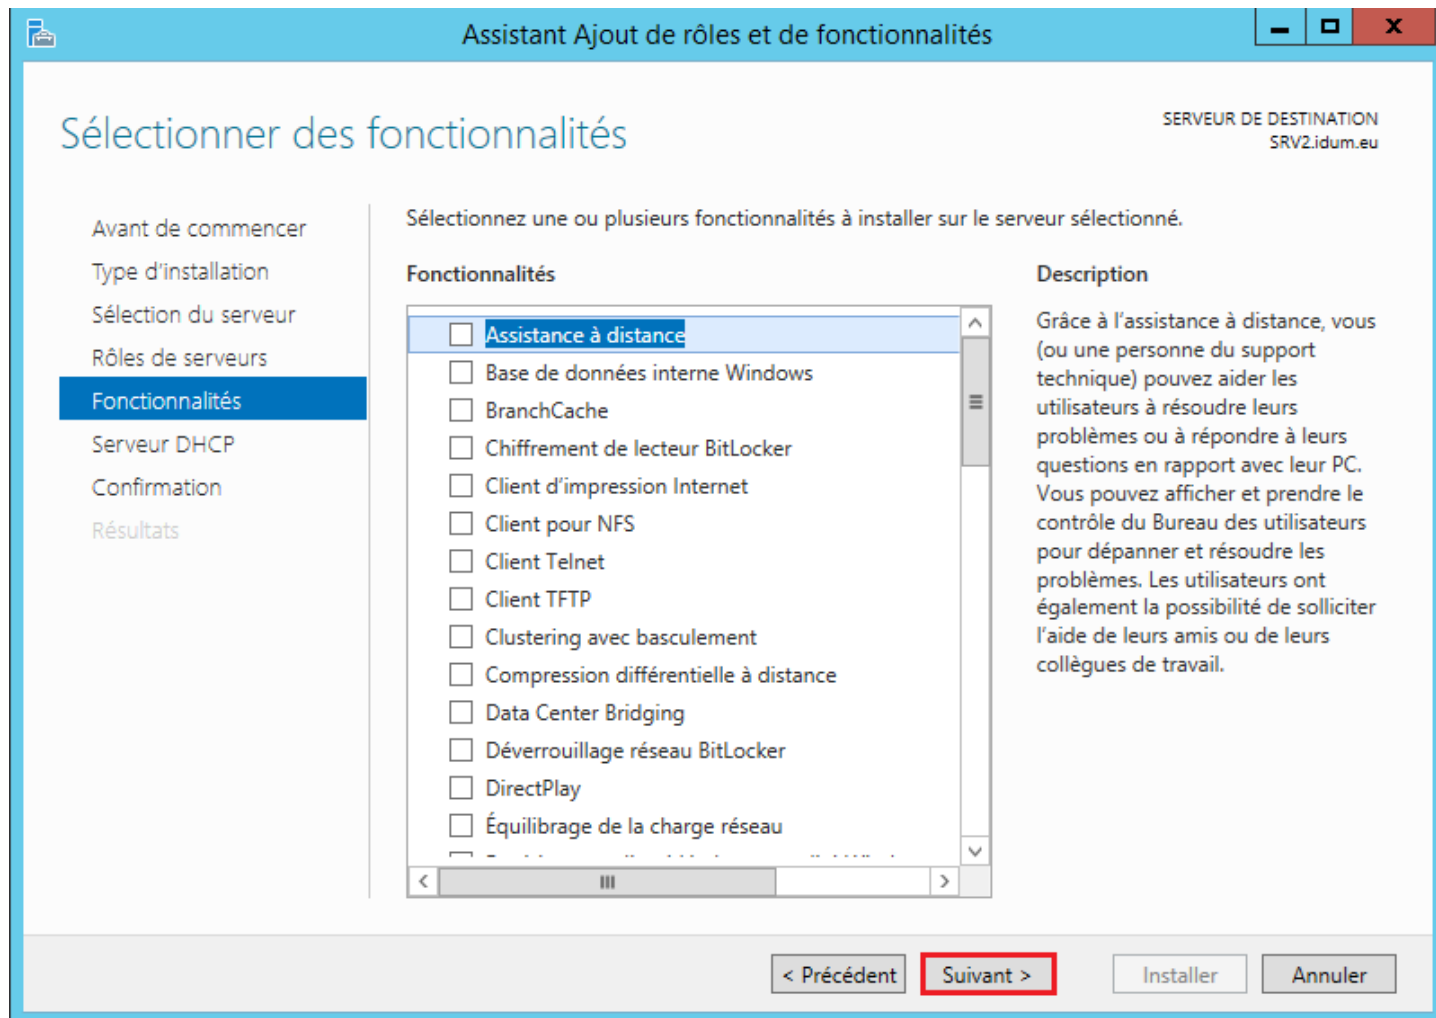 Assistant Ajout de rôles et de fonctionnalités
Sélectionner des fonctionnalités
SERVEUR DE DESTINATION
SRV2.idum.eu
Avant de commencer
Type d'installation
Sélection du serveur
Rôles de serveurs
Fonctionnalités
Serveur DHCP
Confirmation
Résultats
Sélectionnez une ou plusieurs fonctionnalités à installer sur le serveur sélectionné.
Fonctionnalités
Assistance à distance
Base de données interne Windows
BranchCache
Chiffrement de lecteur BitLocker
Client d'impression Internet
Client pour NFS
Client Telnet
Client TFTP
Clustering avec basculement
Compression différentielle à distance
Data Center Bridging
Déverrouillage réseau BitLocker
DirectPlay
Équilibrage de la charge réseau
Description
Grâce à l'assistance à distance, vous
(ou une personne du support
technique) pouvez aider les
utilisateurs à résoudre leurs
problèmes ou à répondre à leurs
questions en rapport avec leur PC.
Vous pouvez afficher et prendre le
contrôle du Bureau des utilisateurs
pour dépanner et résoudre les
problèmes. Les utilisateurs ont
également la possibilité de solliciter
l'aide de leurs amis ou de leurs
collègues de travail.
< Précédent
Suivant >
Installer
Annuler